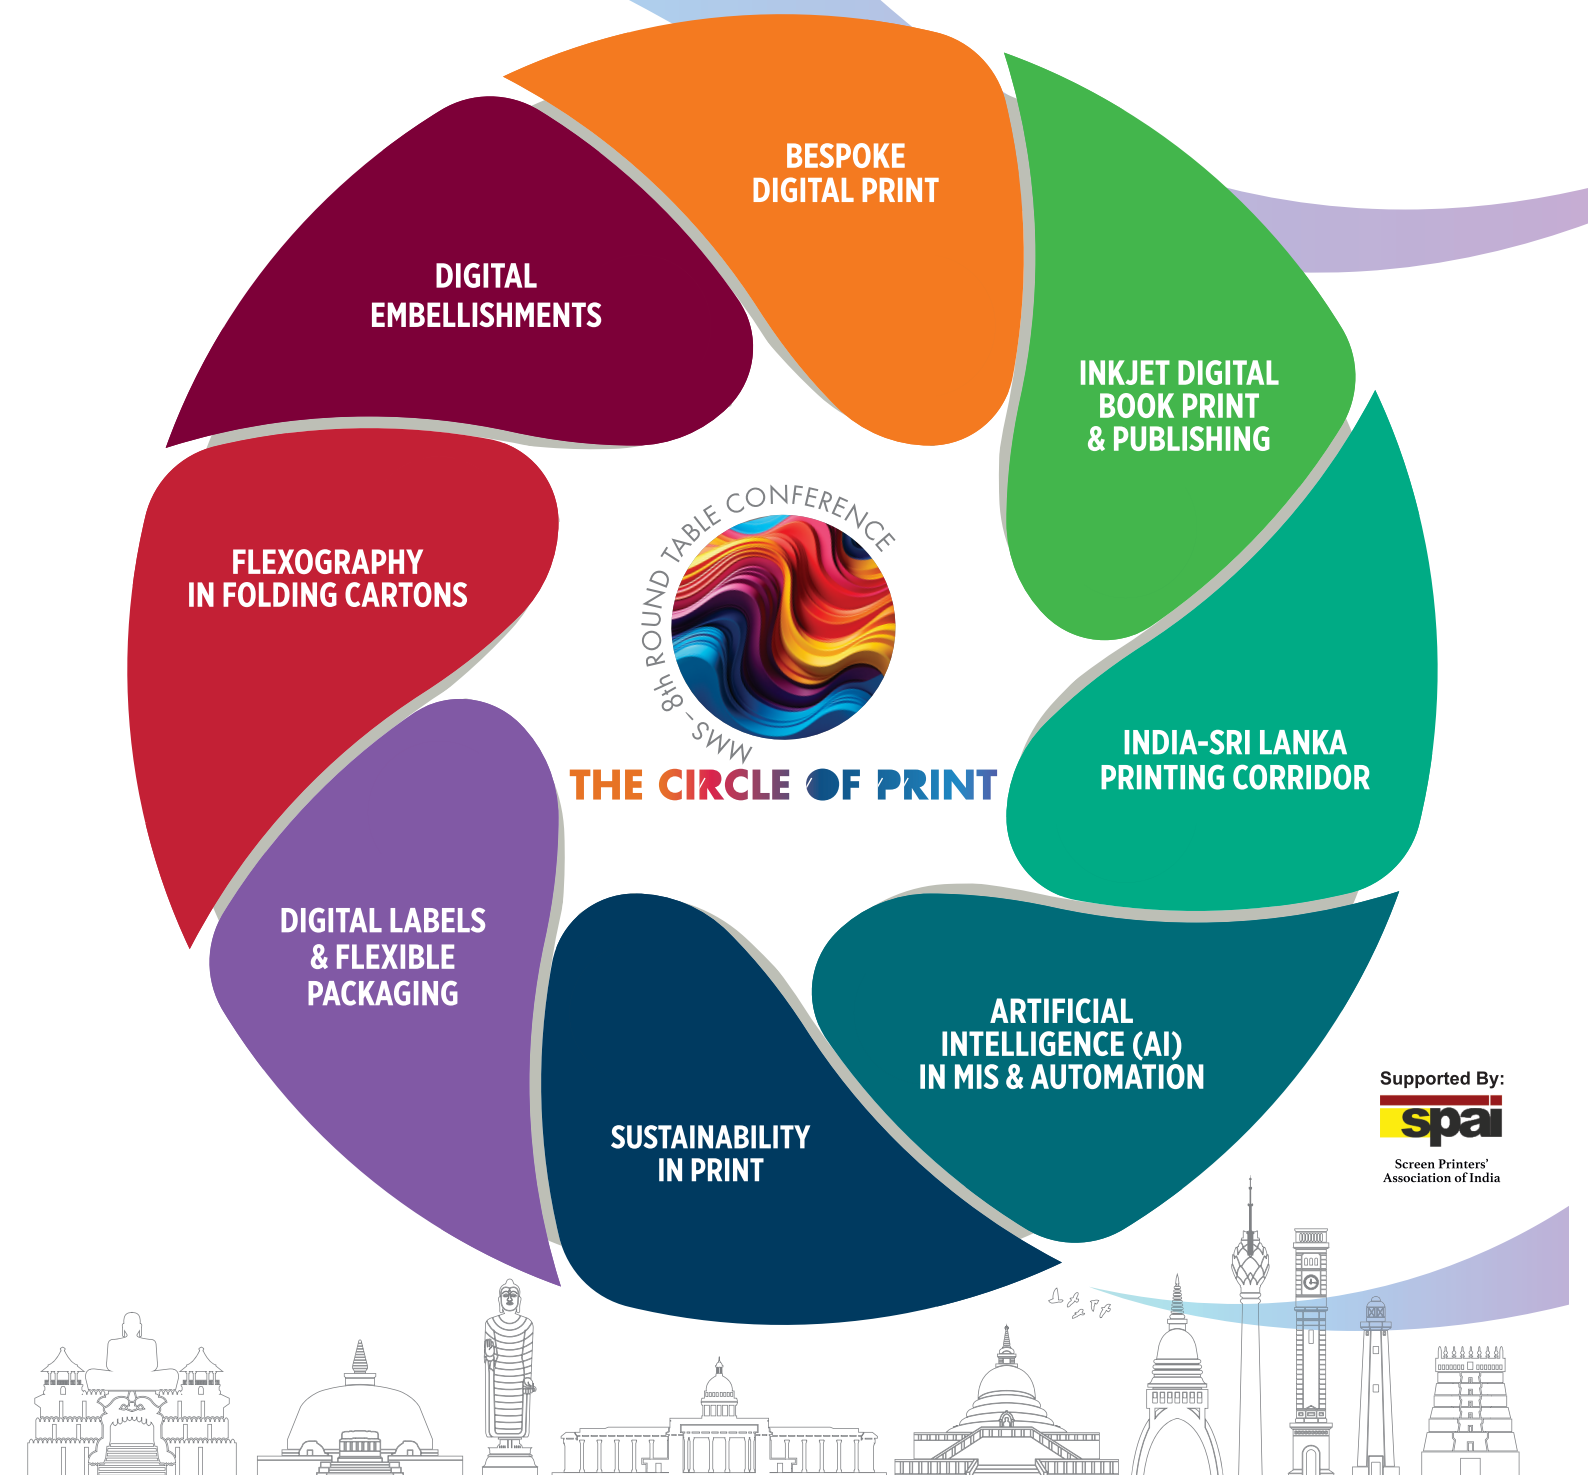 BESPOKE
DIGITAL PRINT
DIGITAL
EMBELLISHMENTS
INKJET DIGITAL
BOOK PRINT
& PUBLISHING
FLEXOGRAPHY
IN FOLDING CARTONS
MMS - 8th ROUND TABLE CONFERENCE
THE CIRCLE OF PRINT
INDIA-SRI LANKA
PRINTING CORRIDOR
DIGITAL LABELS
& FLEXIBLE
PACKAGING
ARTIFICIAL
INTELLIGENCE (AI)
IN MIS & AUTOMATION
SUSTAINABILITY
IN PRINT
Supported By:
spai
Screen Printers'
Association of India